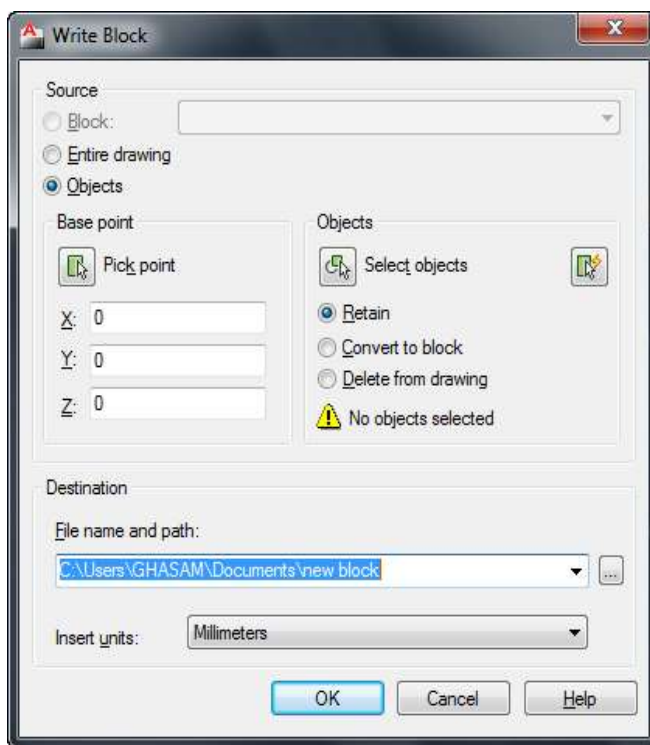 Write Block
Source
Block:
Entire drawing
Objects
Base point
Pick point
X: 0
Y: 0
Z: 0
Objects
Select objects
Retain
Convert to block
Delete from drawing
No objects selected
Destination
File name and path:
C:\Users\GHASAM\Documents\new block
...
Insert units: Millimeters
OK Cancel Help